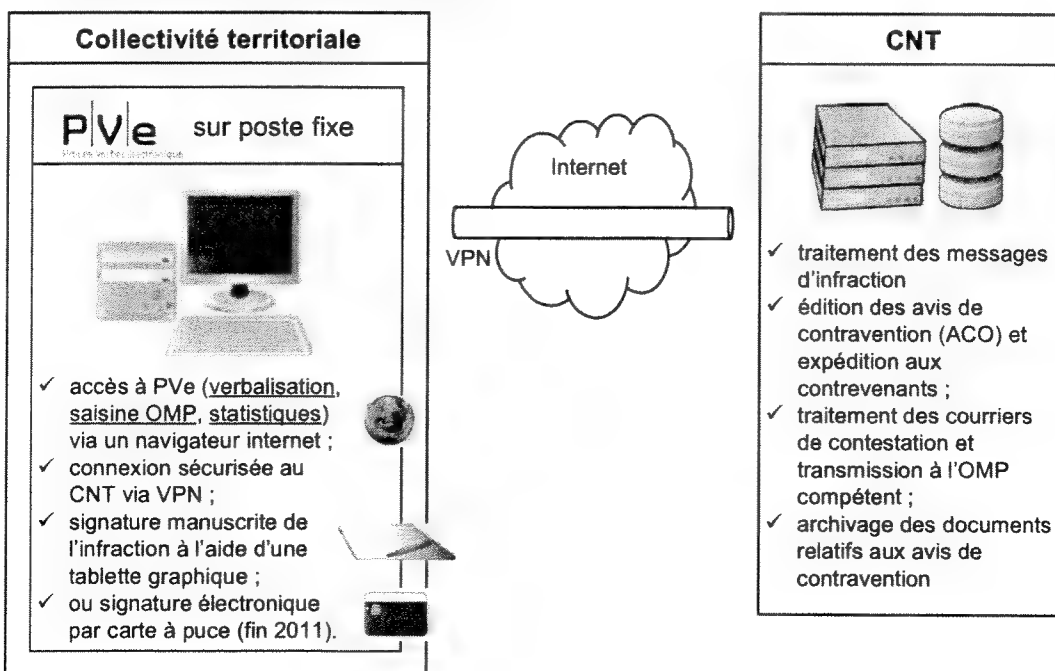 Collectivité territoriale
PVe sur poste fixe
✓ accès à PVe (verbalisation,
saisine OMP, statistiques)
via un navigateur internet ;
✓ connexion sécurisée au
CNT via VPN ;
✓ signature manuscrite de
l'infraction à l'aide d'une
tablette graphique ;
✓ ou signature électronique
par carte à puce (fin 2011).
Internet
VPN
CNT
✓ traitement des messages
d'infraction
✓ édition des avis de
contravention (ACO) et
expédition aux
contrevenants ;
✓ traitement des courriers
de contestation et
transmission à l'OMP
compétent ;
✓ archivage des documents
relatifs aux avis de
contravention